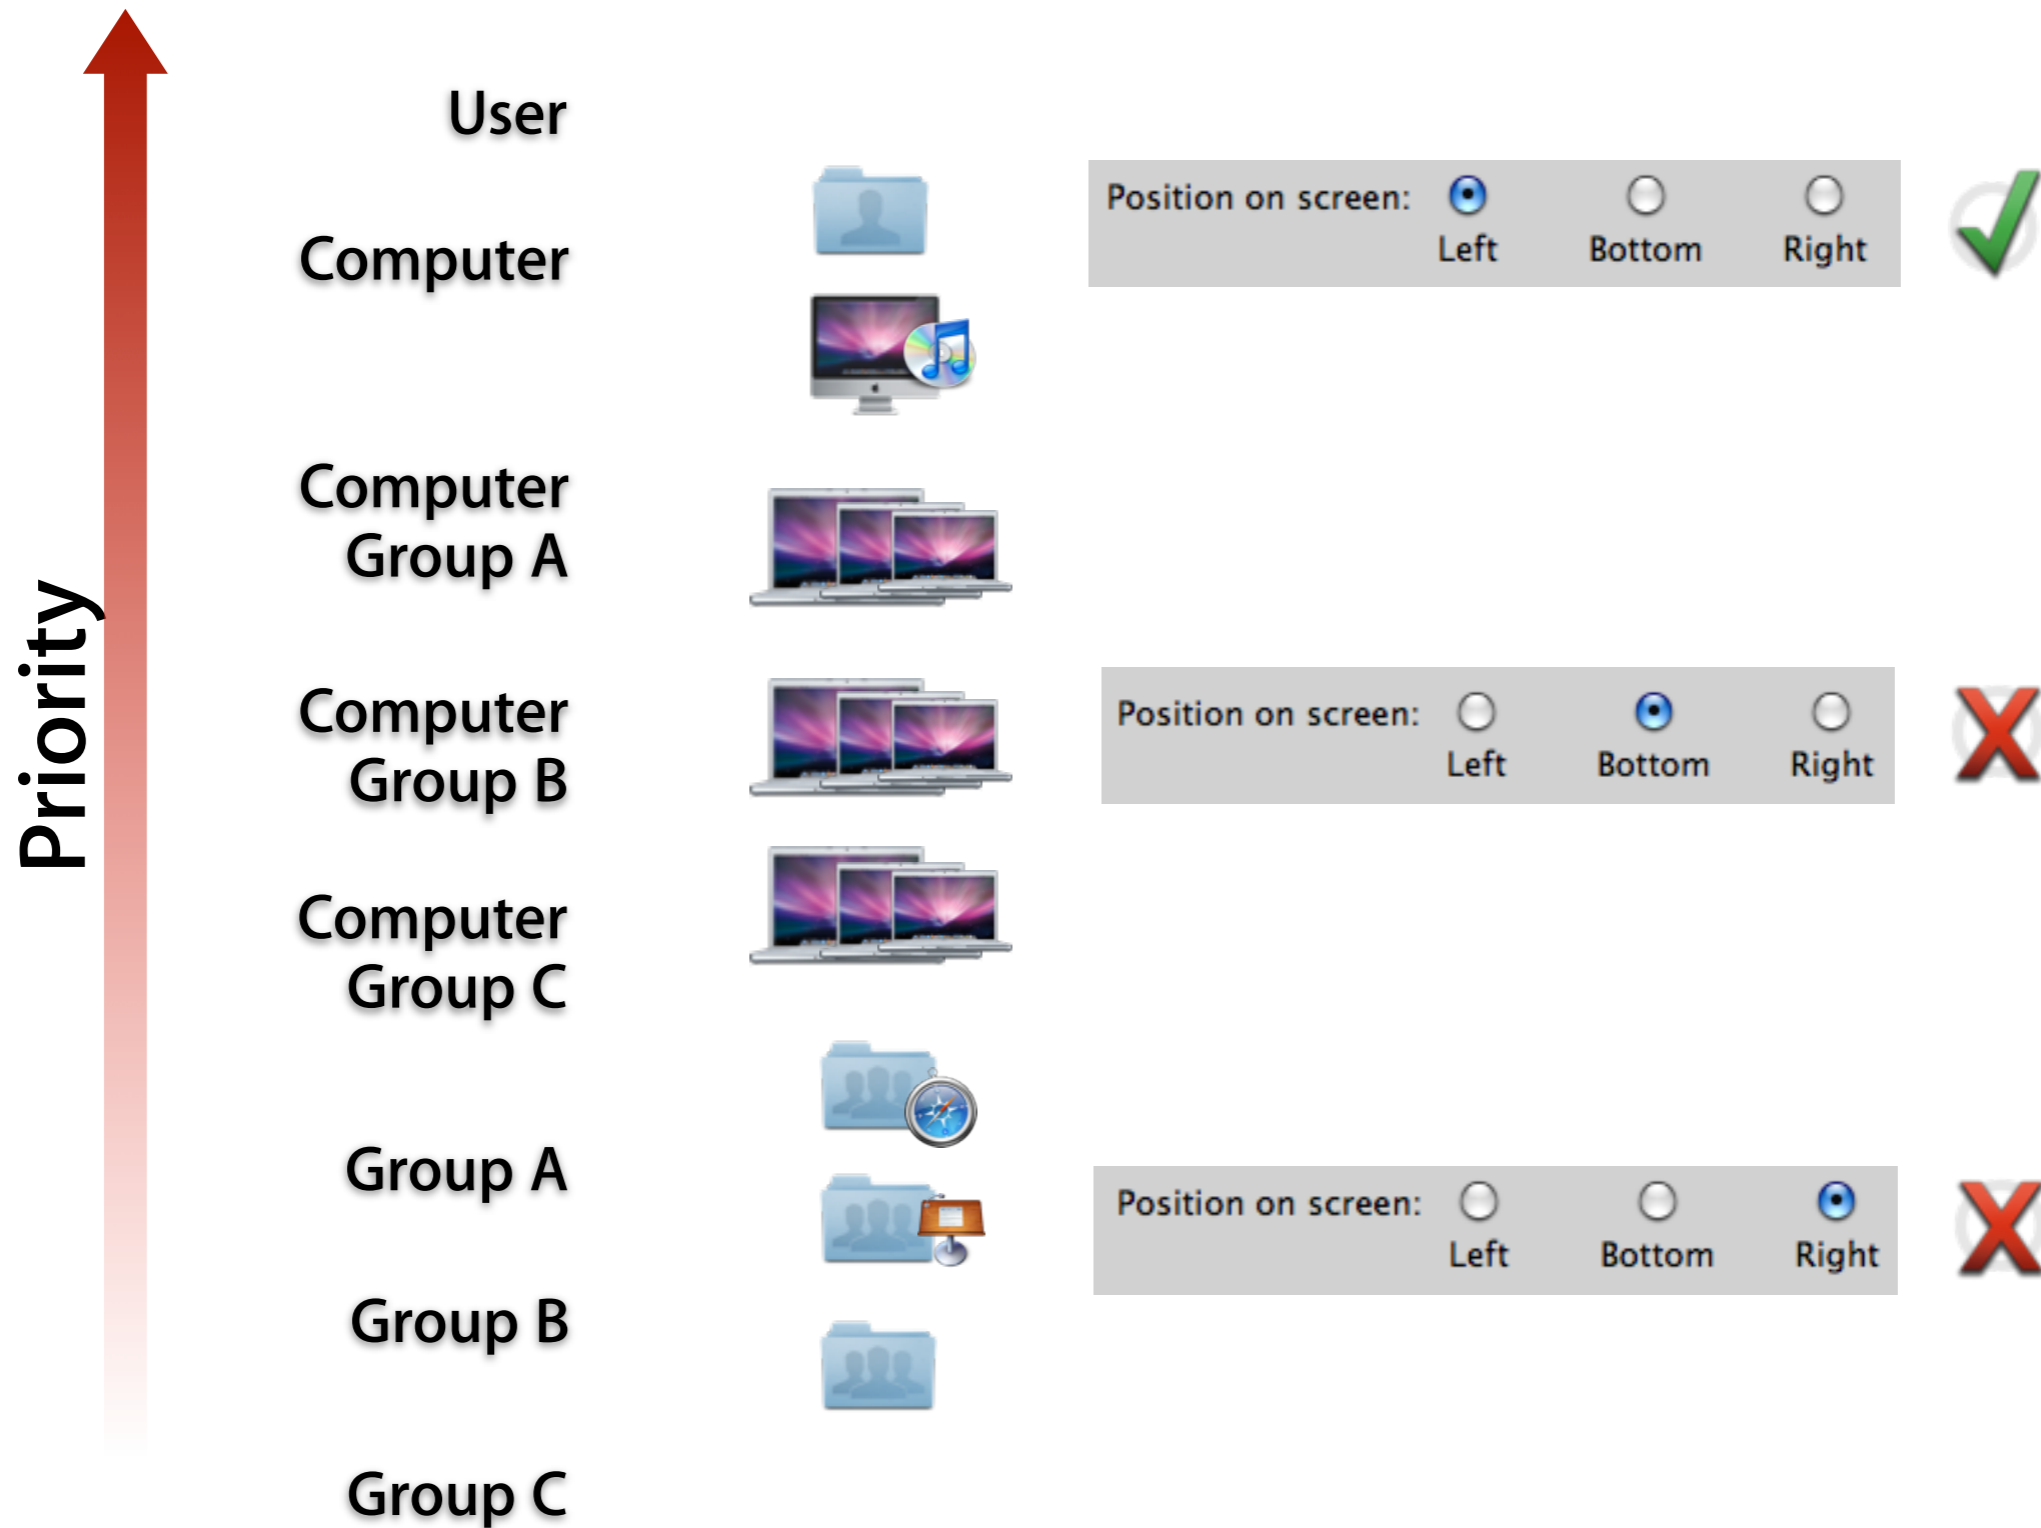 Priority
User
Position on screen:
Left Bottom Right
Computer
Computer
Group A
Computer
Group B
Position on screen:
Left Bottom Right
Computer
Group C
Group A
Position on screen:
Left Bottom Right
Group B
Group C